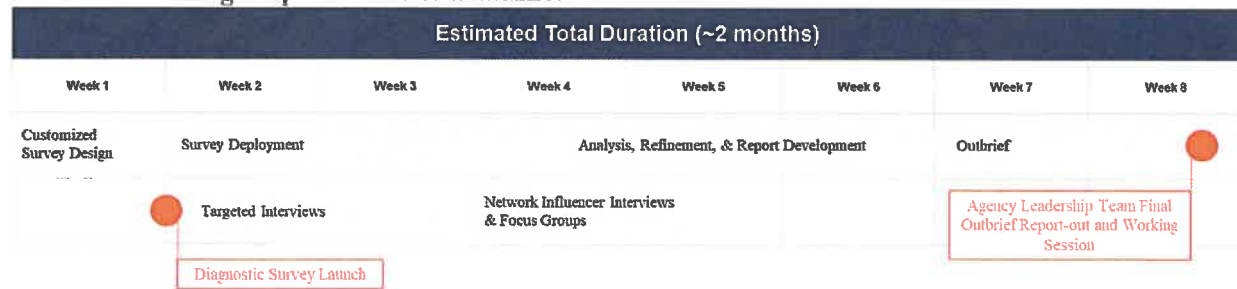 Estimated Total Duration (~2 months)
Week 1 Week 2 Week 3 Week 4 Week 5 Week 6 Week 7 Week 8
Customized
Survey Design
Survey Deployment
Analysis, Refinement, & Report Development
Outbrief
Targeted Interviews
Network Influencer Interviews
& Focus Groups
Agency Leadership Team Final
Outbrief Report-out and Working
Session
Diagnostic Survey Launch